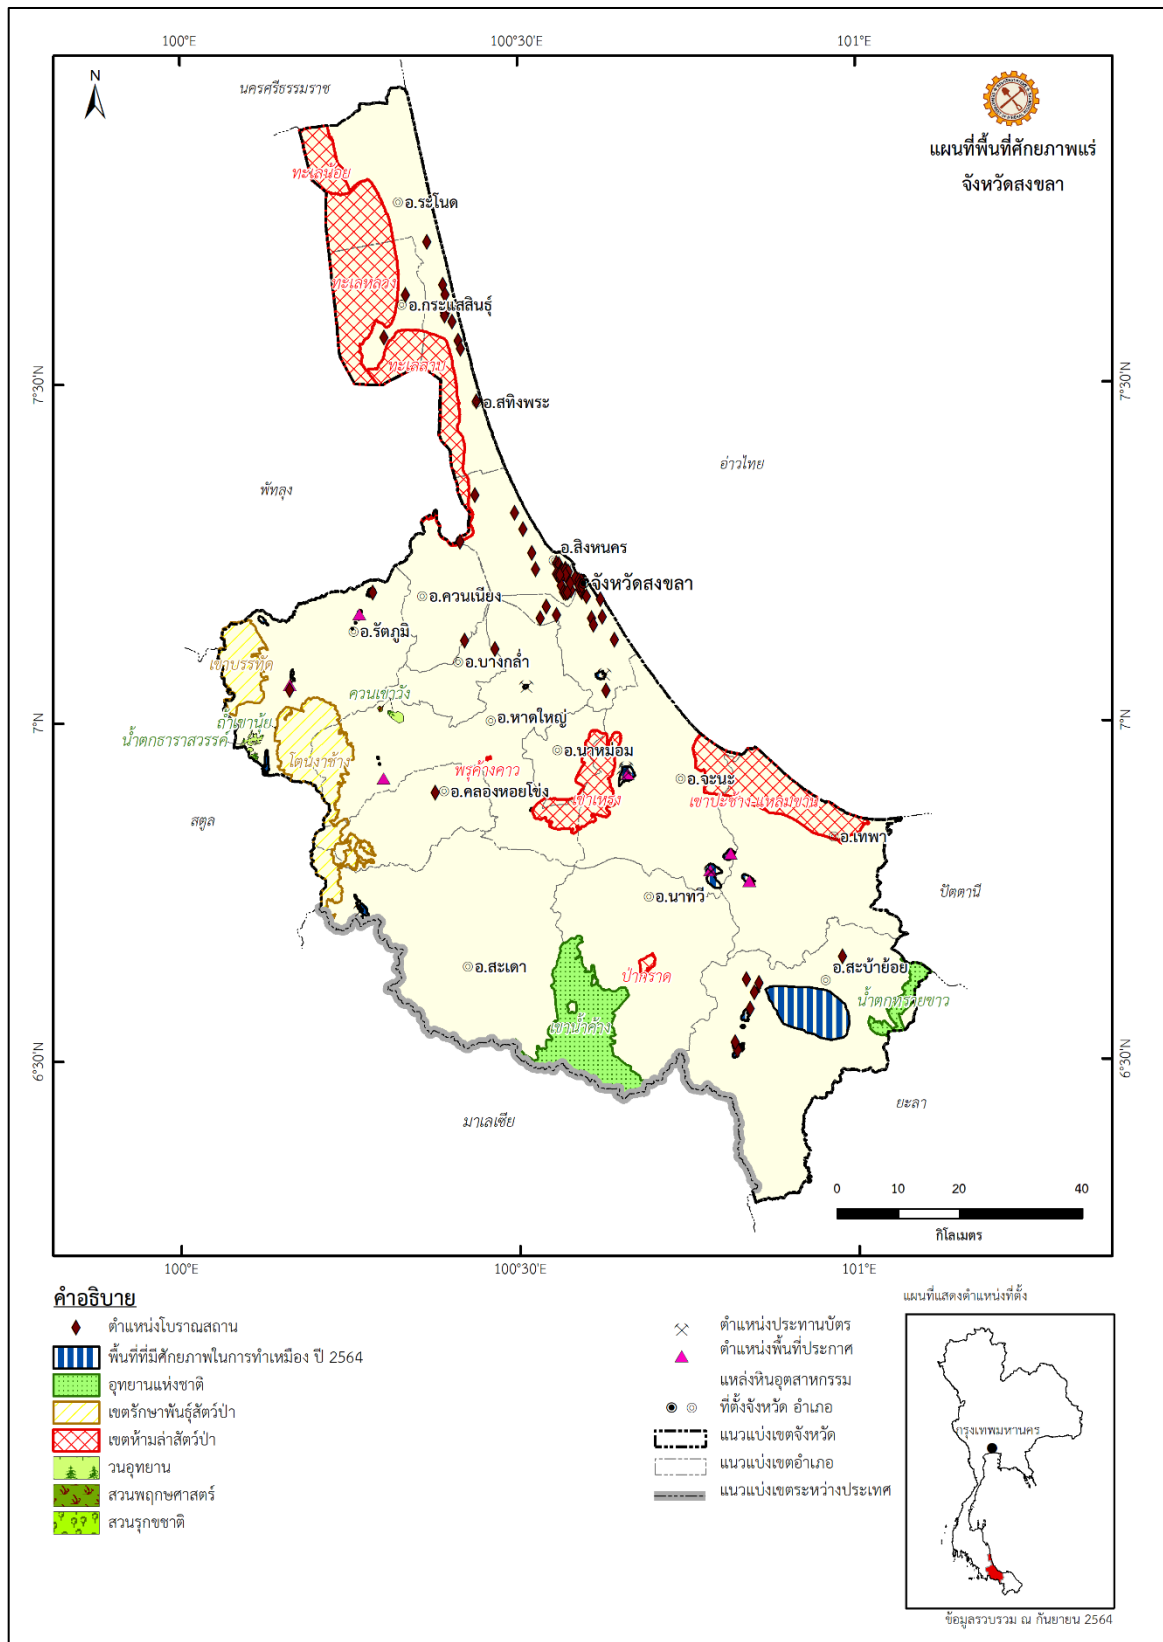 100°E
100°30'E
101°E
N
นครศรีธรรมราช
แผนที่พื้นที่ศักยภาพแร่
จังหวัดสงขลา
ทะเลน้อย
อ.ระโนด
ทะเลหลวง
อ.กระแสสินธุ์
ทะเลสาบ
7°30'N
7°30'N
อ.สทิงพระ
อ่าวไทย
พัทลุง
อ.สิงหนคร
จังหวัดสงขลา
อ.ควนเนียง
อ.รัตภูมิ
เขาบรรทัด
อ.บางกล่ำ
ควนเขาวัง
ถ้ำเขานุ้ย
อ.หาดใหญ่
7°N
7°N
น้ำตกธาราสวรรค์
โตนงาช้าง
อ.นาหม่อม
พรุค้างคาว
อ.จะนะ
อ.คลองหอยโข่ง
เขาเหรง
เขาปะช้าง-แหลมขาม
สตูล
อ.เทพา
ปัตตานี
อ.นาทวี
อ.สะเดา
ป่ากราด
อ.สะบ้าย้อย
น้ำตกทรายขาว
เขาน้ำค้าง
6°30'N
6°30'N
มาเลเซีย
ยะลา
0 10 20 40
กิโลเมตร
100°E
100°30'E
101°E
คำอธิบาย
ตำแหน่งโบราณสถาน
พื้นที่ที่มีศักยภาพในการทำเหมือง ปี 2564
อุทยานแห่งชาติ
เขตรักษาพันธุ์สัตว์ป่า
เขตห้ามล่าสัตว์ป่า
วนอุทยาน
สวนพฤกษศาสตร์
สวนรุกขชาติ
ตำแหน่งประทานบัตร
ตำแหน่งพื้นที่ประกาศ
แหล่งหินอุตสาหกรรม
ที่ตั้งจังหวัด อำเภอ
แนวแบ่งเขตจังหวัด
แนวแบ่งเขตอำเภอ
แนวแบ่งเขตระหว่างประเทศ
แผนที่แสดงตำแหน่งที่ตั้ง
กรุงเทพมหานคร
ข้อมูลรวบรวม ณ กันยายน 2564